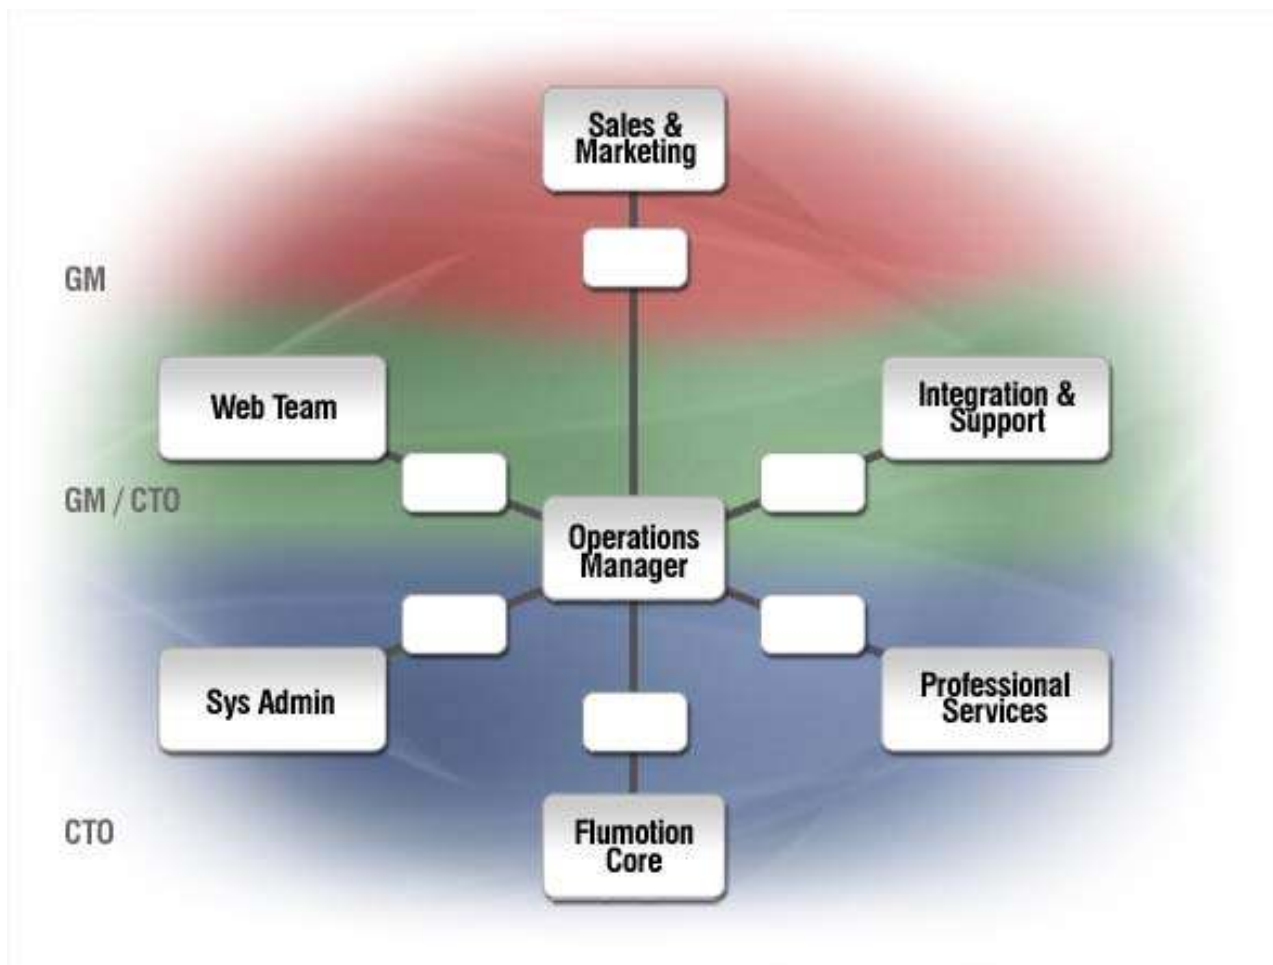 Sales &
Marketing
GM
Web Team
Integration &
Support
GM / CTO
Operations
Manager
Sys Admin
Professional
Services
CTO
Flumotion
Core